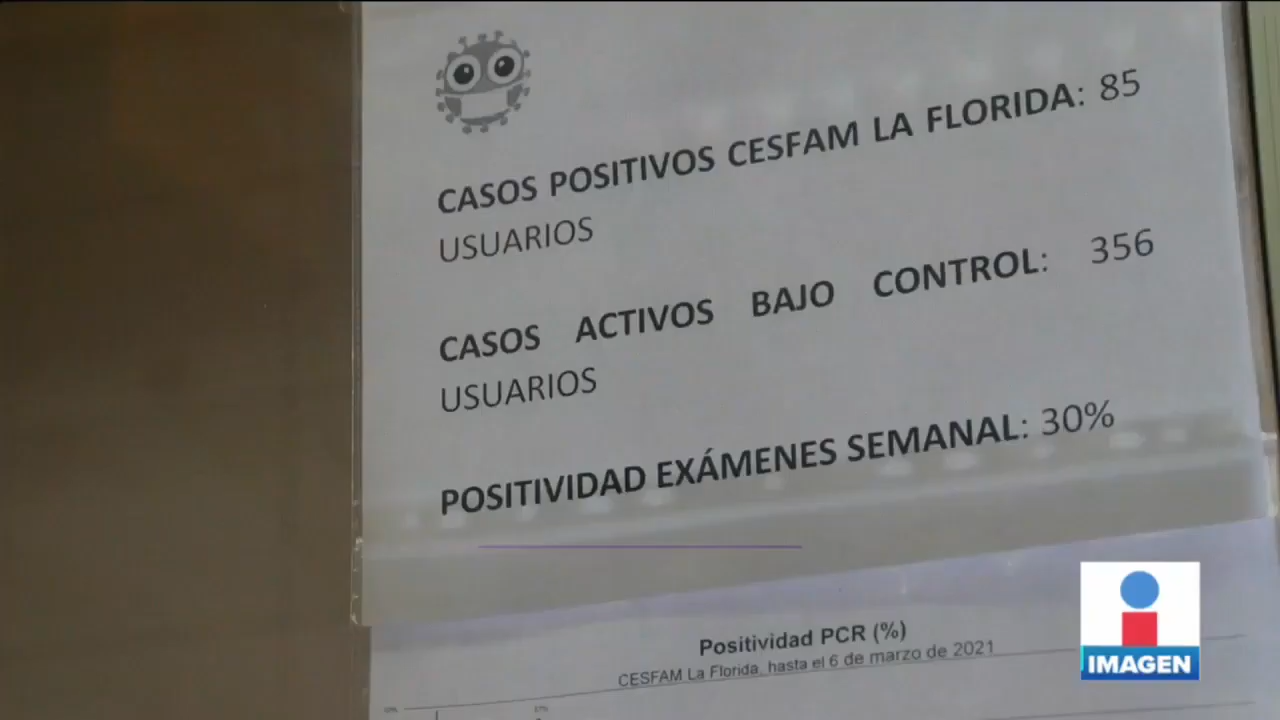 CASOS POSITIVOS CESFAM LA FLORIDA: 85
USUARIOS
CASOS ACTIVOS BAJO CONTROL: 356
USUARIOS
POSITIVIDAD EXÁMENES SEMANAL: 30%
Positividad PCR (%)
CESFAM La Florida, hasta el 6 de marzo de 2021
IMAGEN